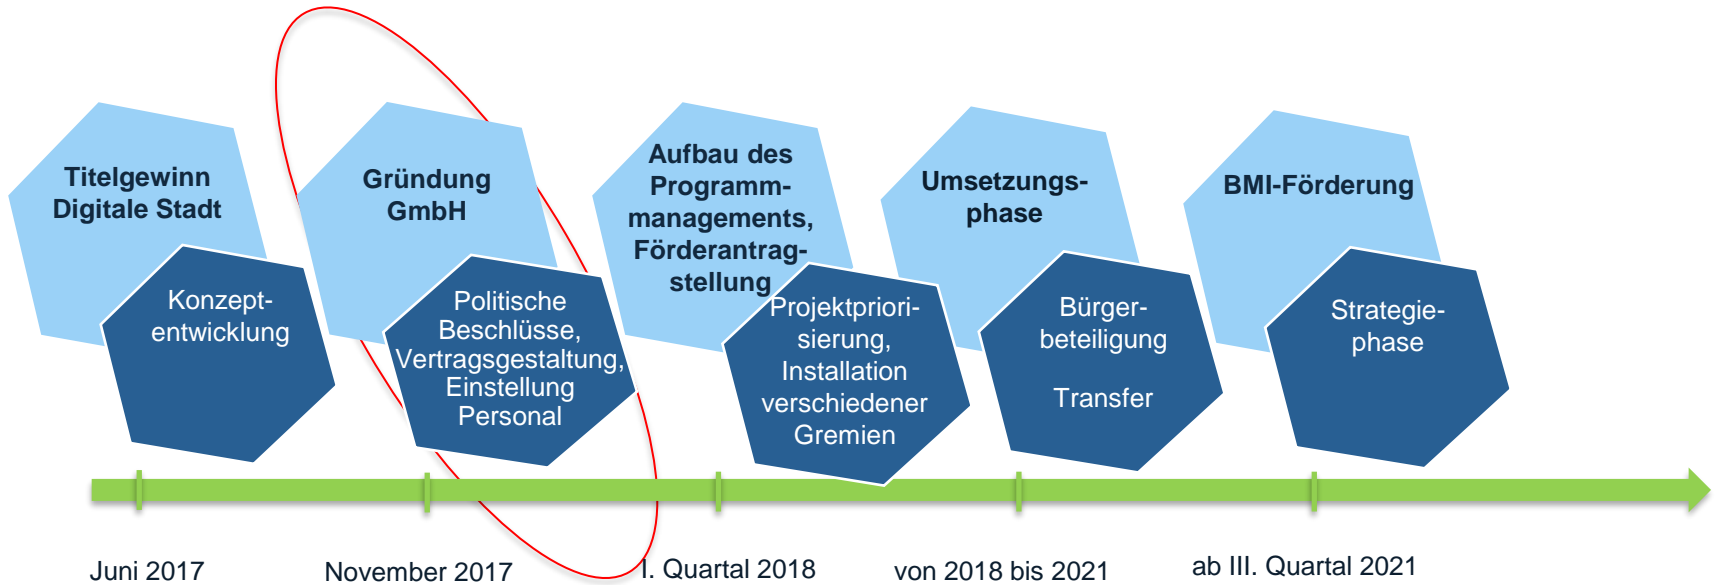 Titelgewinn
Digitale Stadt
Konzept-
entwicklung
Gründung
GmbH
Politische
Beschlüsse,
Vertragsgestaltung,
Einstellung
Personal
Aufbau des
Programm-
managements,
Förderantrag-
stellung
Projektpriori-
sierung,
Installation
verschiedener
Gremien
Umsetzungs-
phase
Bürger-
beteiligung
Transfer
BMI-Förderung
Strategie-
phase
Juni 2017
November 2017
I. Quartal 2018
von 2018 bis 2021
ab III. Quartal 2021